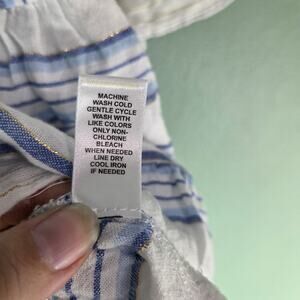 MACHINE
WASH COLD
GENTLE CYCLE
WASH WITH
LIKE COLORS
ONLY NON-
CHLORINE
BLEACH
WHEN NEEDED
LINE DRY
COOL IRON
IF NEEDED